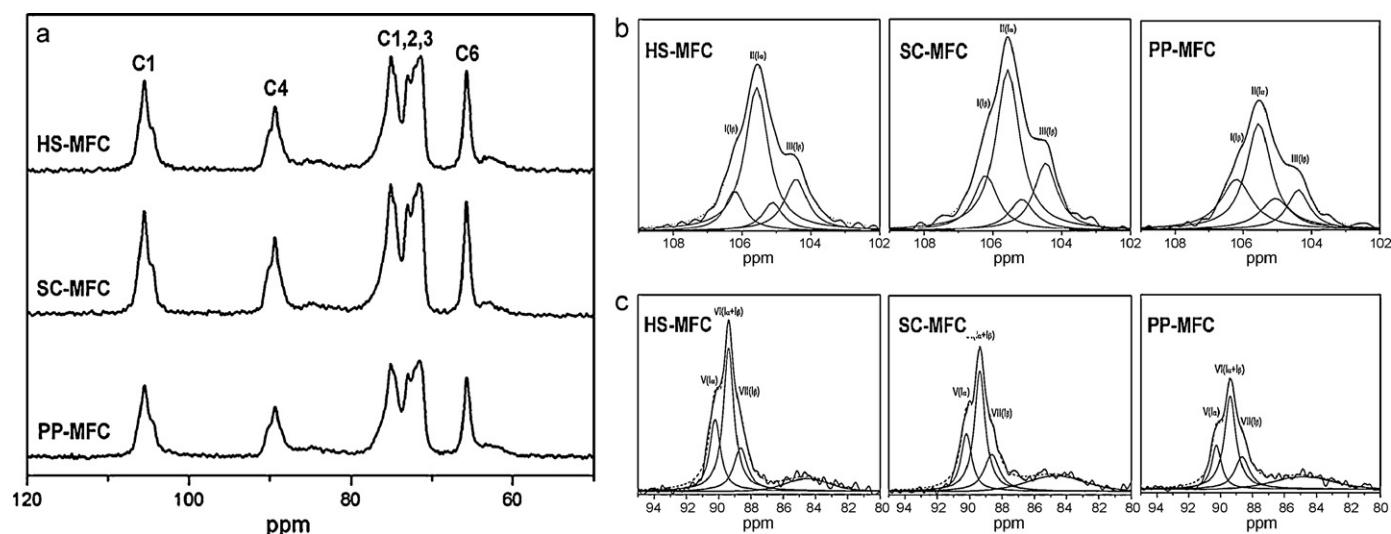 a
C1
C4
C1,2,3
C6
HS-MFC
SC-MFC
PP-MFC
120 100 80 60
ppm
b
HS-MFC
II(Iα)
I(Iβ)
III(Iβ)
108 106 104 102
ppm
SC-MFC
II(Iα)
I(Iβ)
III(Iβ)
108 106 104 102
ppm
PP-MFC
II(Iα)
I(Iβ)
III(Iβ)
108 106 104 102
ppm
c
HS-MFC
VI(Iα+Iβ)
V(Iα)
VII(Iβ)
94 92 90 88 86 84 82 80
ppm
SC-MFC
Iα+Iβ)
V(Iα)
VII(Iβ)
94 92 90 88 86 84 82 80
ppm
PP-MFC
VI(Iα+Iβ)
V(Iα)
VII(Iβ)
94 92 90 88 86 84 82 80
ppm